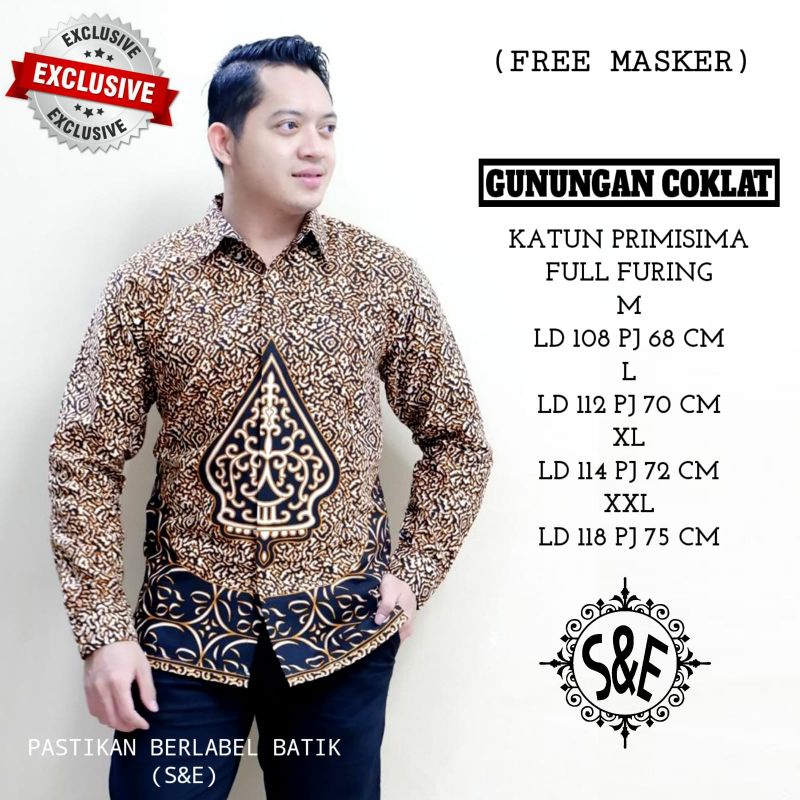 EXCLUSIVE
EXCLUSIVE
EXCLUSIVE
(FREE MASKER)
GUNUNGAN COKLAT
KATUN PRIMISIMA
FULL FURING
M
LD 108 PJ 68 CM
L
LD 112 PJ 70 CM
XL
LD 114 PJ 72 CM
XXL
LD 118 PJ 75 CM
S&E
PASTIKAN BERLABEL BATIK
(S&E)